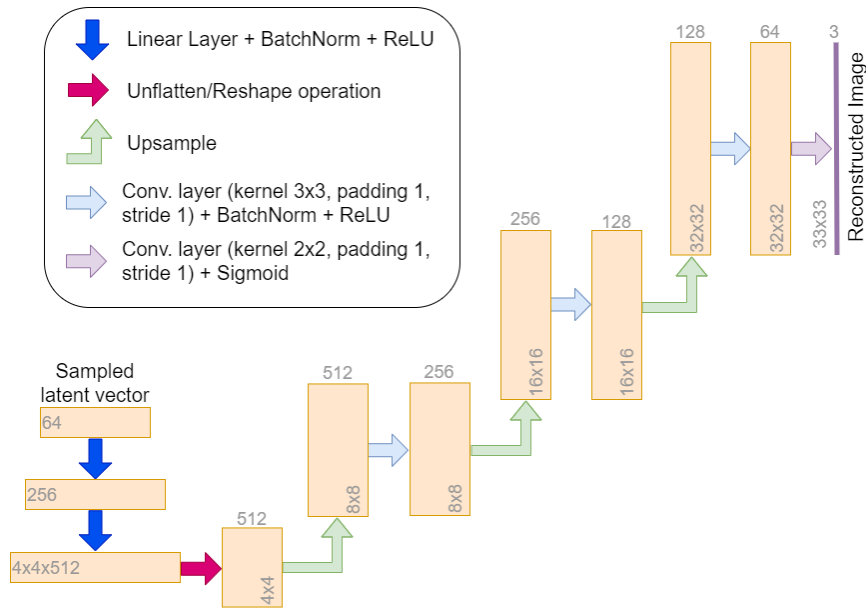 Linear Layer + BatchNorm + ReLU
Unflatten/Reshape operation
Upsample
Conv. layer (kernel 3x3, padding 1,
stride 1) + BatchNorm + ReLU
Conv. layer (kernel 2x2, padding 1,
stride 1) + Sigmoid
Sampled
latent vector
64
256
4x4x512
512
4x4
512
8x8
256
8x8
256
16x16
128
16x16
128
32x32
64
32x32
3
33x33
Reconstructed Image